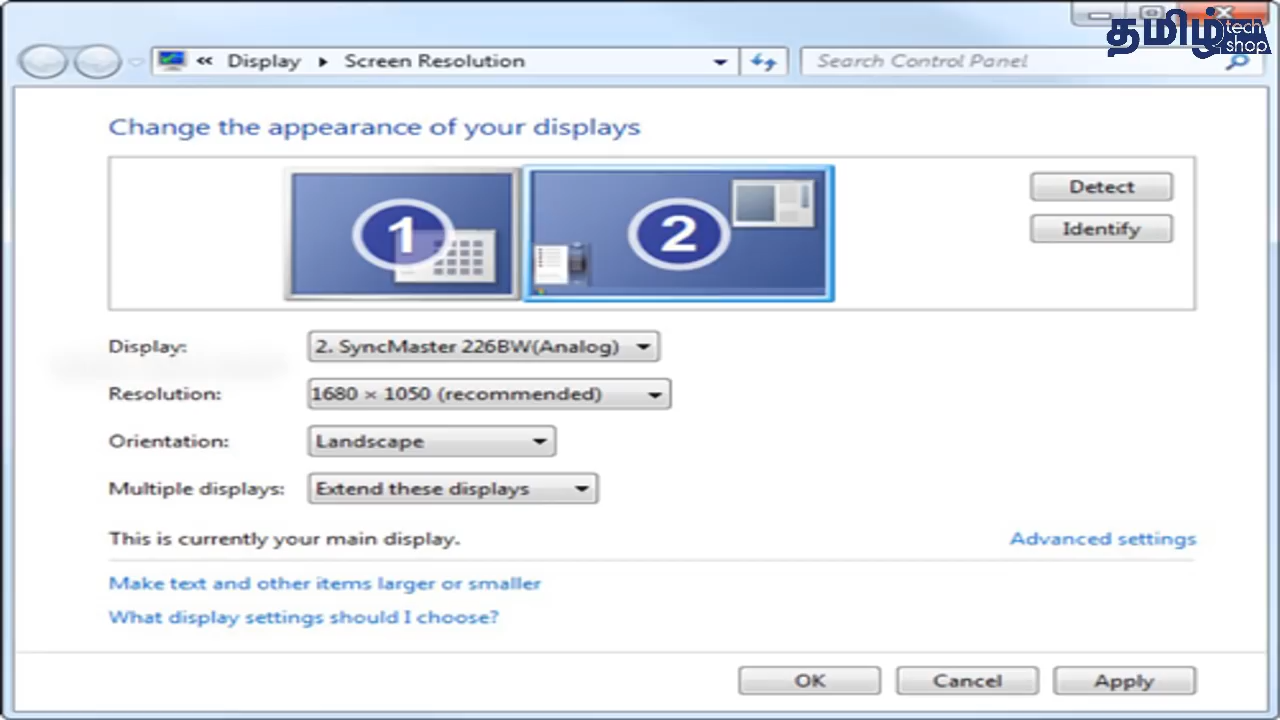 தமிழ் tech shop
« Display ▸ Screen Resolution
Search Control Panel
Change the appearance of your displays
1
2
Detect
Identify
Display: 2. SyncMaster 226BW(Analog)
Resolution: 1680 × 1050 (recommended)
Orientation: Landscape
Multiple displays: Extend these displays
This is currently your main display. Advanced settings
Make text and other items larger or smaller
What display settings should I choose?
OK Cancel Apply